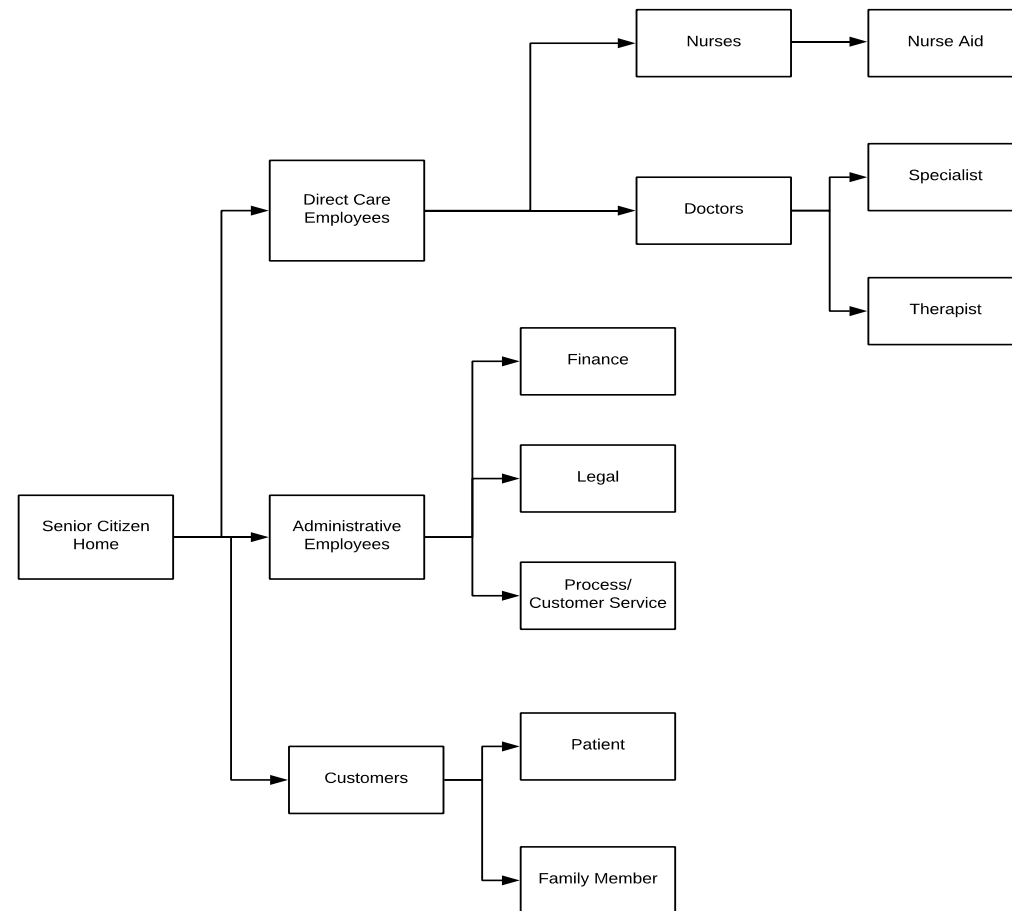 Nurses
Nurse Aid
Specialist
Direct Care
Employees
Doctors
Therapist
Finance
Legal
Senior Citizen
Home
Administrative
Employees
Process/
Customer Service
Patient
Customers
Family Member